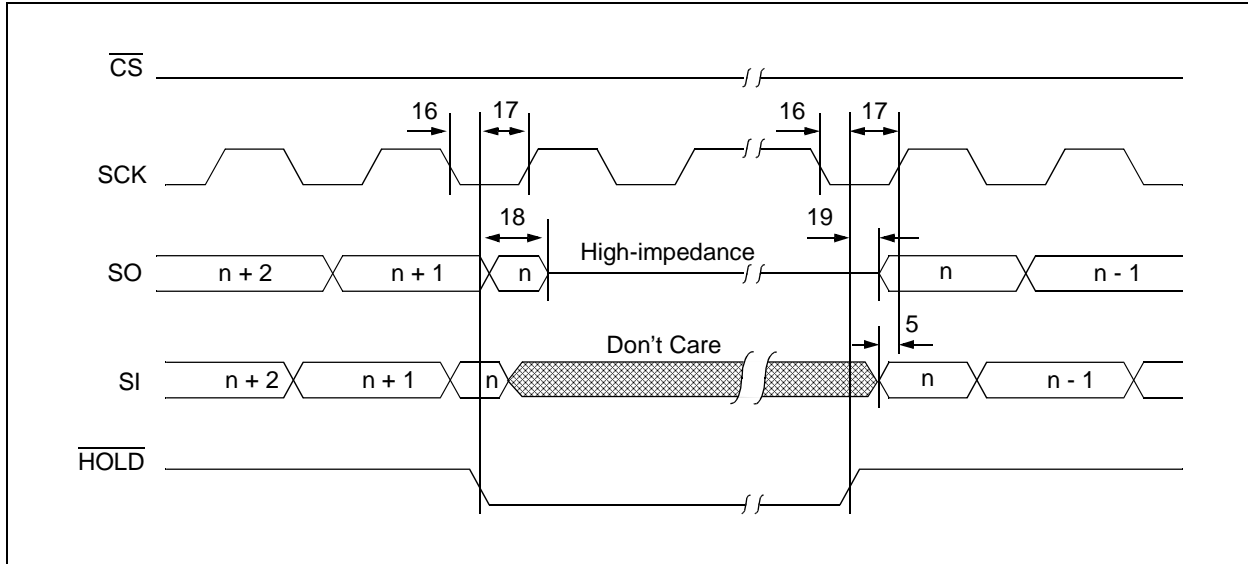 CS
16 17 16 17
SCK
18 19
High-impedance
SO n + 2 n + 1 n n n - 1
5
Don't Care
SI n + 2 n + 1 n n n - 1
HOLD